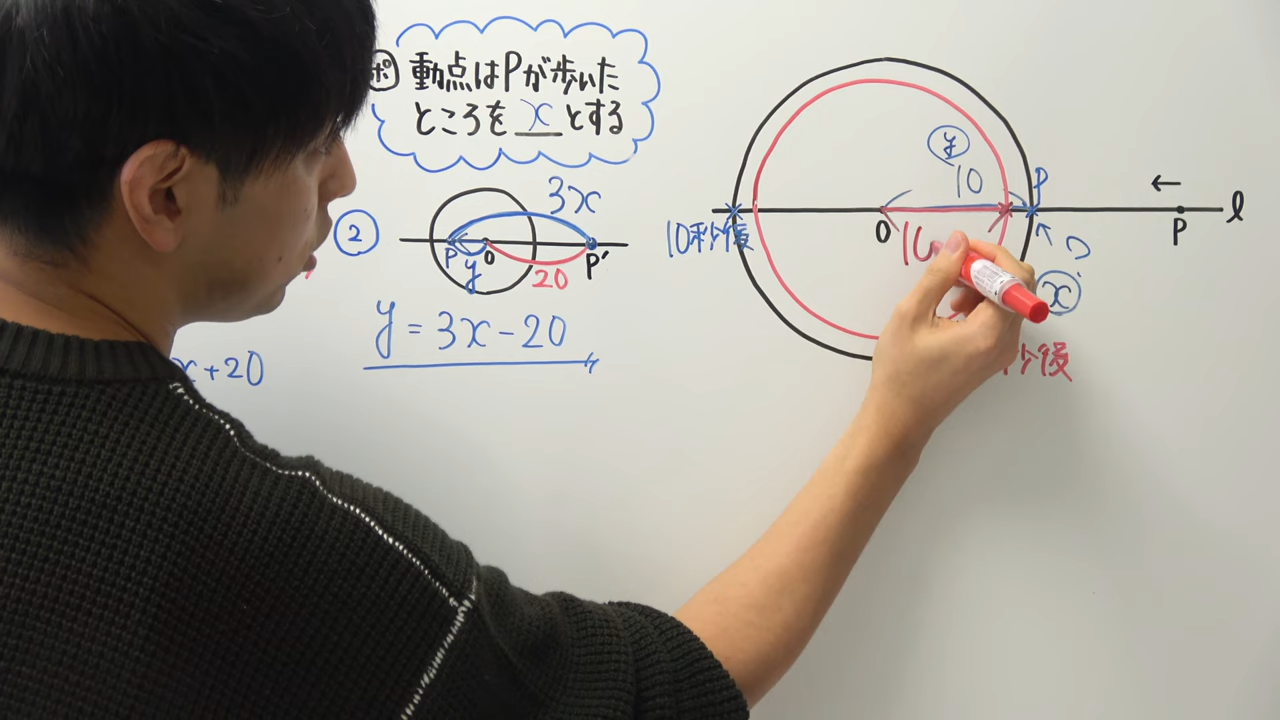 ポ 動点はPが歩いた
ところを x とする
② 3x
P y O P'
20
y = 3x - 20
x + 20
y
10
P
O
P
l
10秒後
10
x
秒後